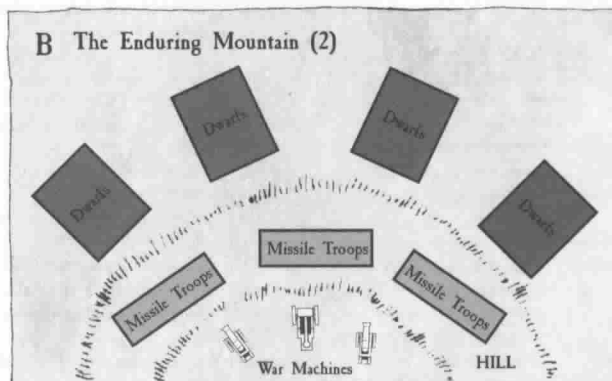 B The Enduring Mountain (2)
Dwarfs
Dwarfs
Dwarfs
Dwarfs
Missile Troops
Missile Troops
Missile Troops
War Machines
HILL